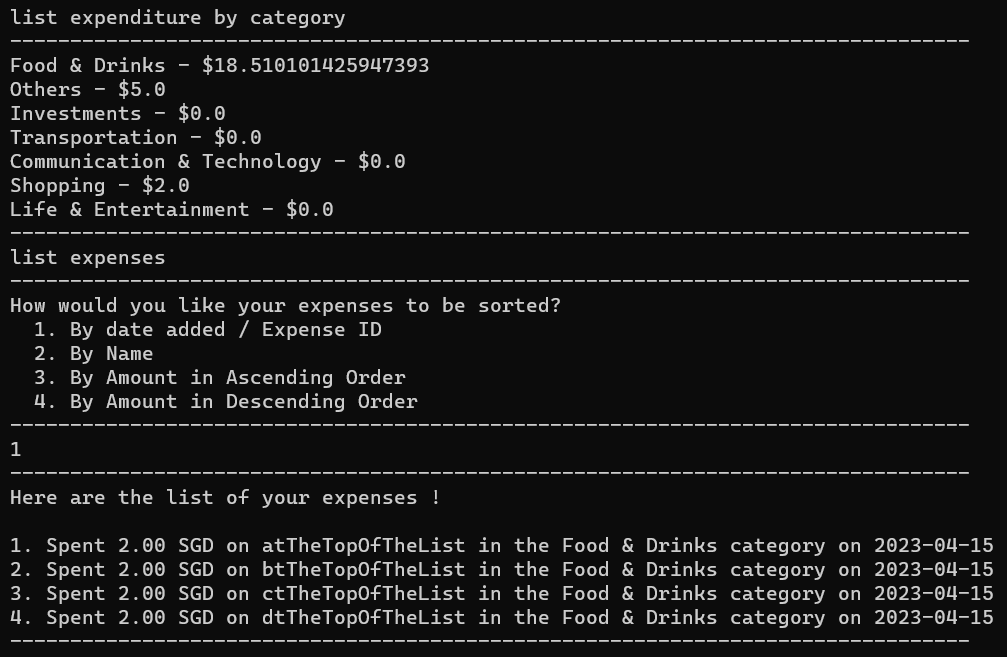 list expenditure by category
--------------------------------------------------------------------------------
Food & Drinks - $18.510101425947393
Others - $5.0
Investments - $0.0
Transportation - $0.0
Communication & Technology - $0.0
Shopping - $2.0
Life & Entertainment - $0.0
--------------------------------------------------------------------------------
list expenses
--------------------------------------------------------------------------------
How would you like your expenses to be sorted?
  1. By date added / Expense ID
  2. By Name
  3. By Amount in Ascending Order
  4. By Amount in Descending Order
--------------------------------------------------------------------------------
1
--------------------------------------------------------------------------------
Here are the list of your expenses !

1. Spent 2.00 SGD on atTheTopOfTheList in the Food & Drinks category on 2023-04-15
2. Spent 2.00 SGD on btTheTopOfTheList in the Food & Drinks category on 2023-04-15
3. Spent 2.00 SGD on ctTheTopOfTheList in the Food & Drinks category on 2023-04-15
4. Spent 2.00 SGD on dtTheTopOfTheList in the Food & Drinks category on 2023-04-15
--------------------------------------------------------------------------------